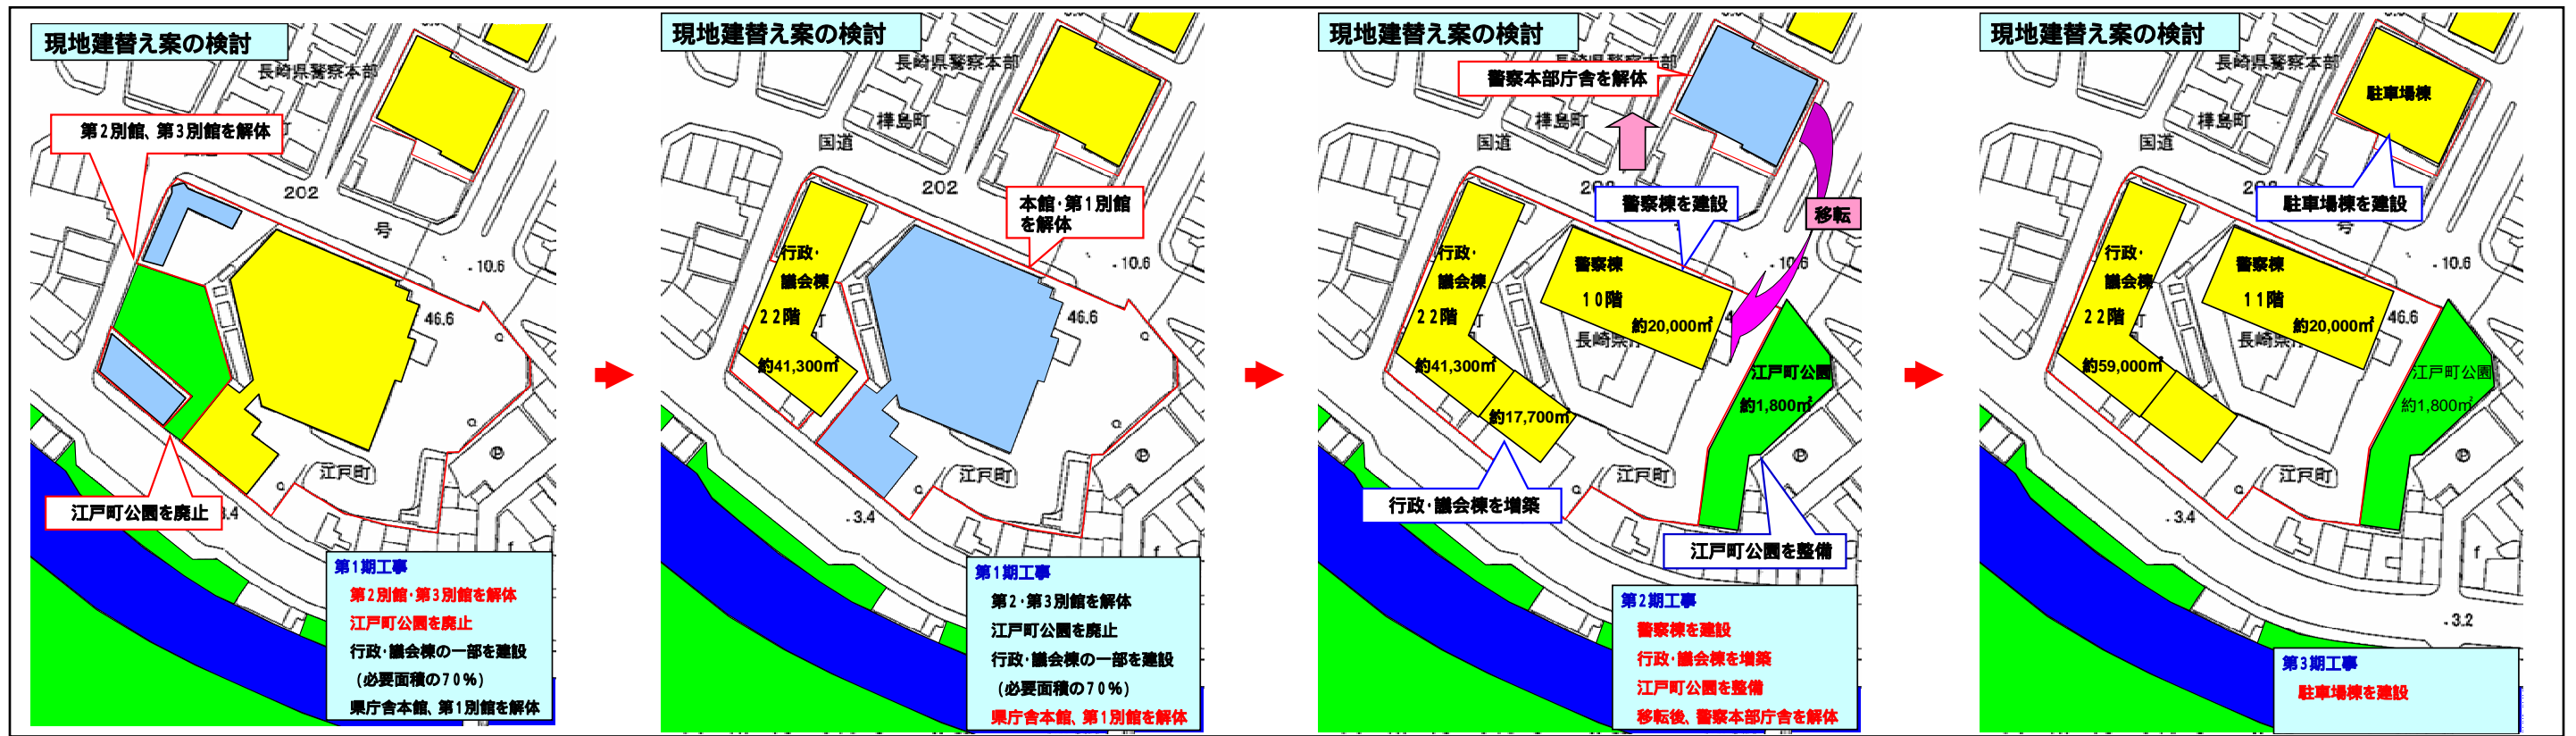 現地建替え案の検討
長崎県警察本部
第2別館、第3別館を解体
202
号
10.6
46.6
江戸町
江戸町公園を廃止
3.4
第1期工事
第2別館・第3別館を解体
江戸町公園を廃止
行政・議会棟の一部を建設
(必要面積の70%)
県庁舎本館、第1別館を解体
現地建替え案の検討
長崎県警察本部
樺島町
国道
202
本館・第1別館
を解体
号
10.6
行政・
議会棟
22階
46.6
約41,300㎡
江戸町
3.4
第1期工事
第2・第3別館を解体
江戸町公園を廃止
行政・議会棟の一部を建設
(必要面積の70%)
県庁舎本館、第1別館を解体
現地建替え案の検討
警察本部庁舎を解体
樺島町
国道
警察棟を建設
移転
行政・
議会棟
22階
約41,300㎡
警察棟
10階
約20,000㎡
10.6
江戸町公園
約1,800㎡
約17,700㎡
江戸町
行政・議会棟を増築
江戸町公園を整備
3.4
第2期工事
警察棟を建設
行政・議会棟を増築
江戸町公園を整備
移転後、警察本部庁舎を解体
現地建替え案の検討
長崎県警察本部
駐車場棟
樺島町
国道
駐車場棟を建設
号
行政・
議会棟
22階
約59,000㎡
警察棟
11階
約20,000㎡
10.6
46.6
江戸町公園
約1,800㎡
江戸町
3.4
f
3.2
第3期工事
駐車場棟を建設